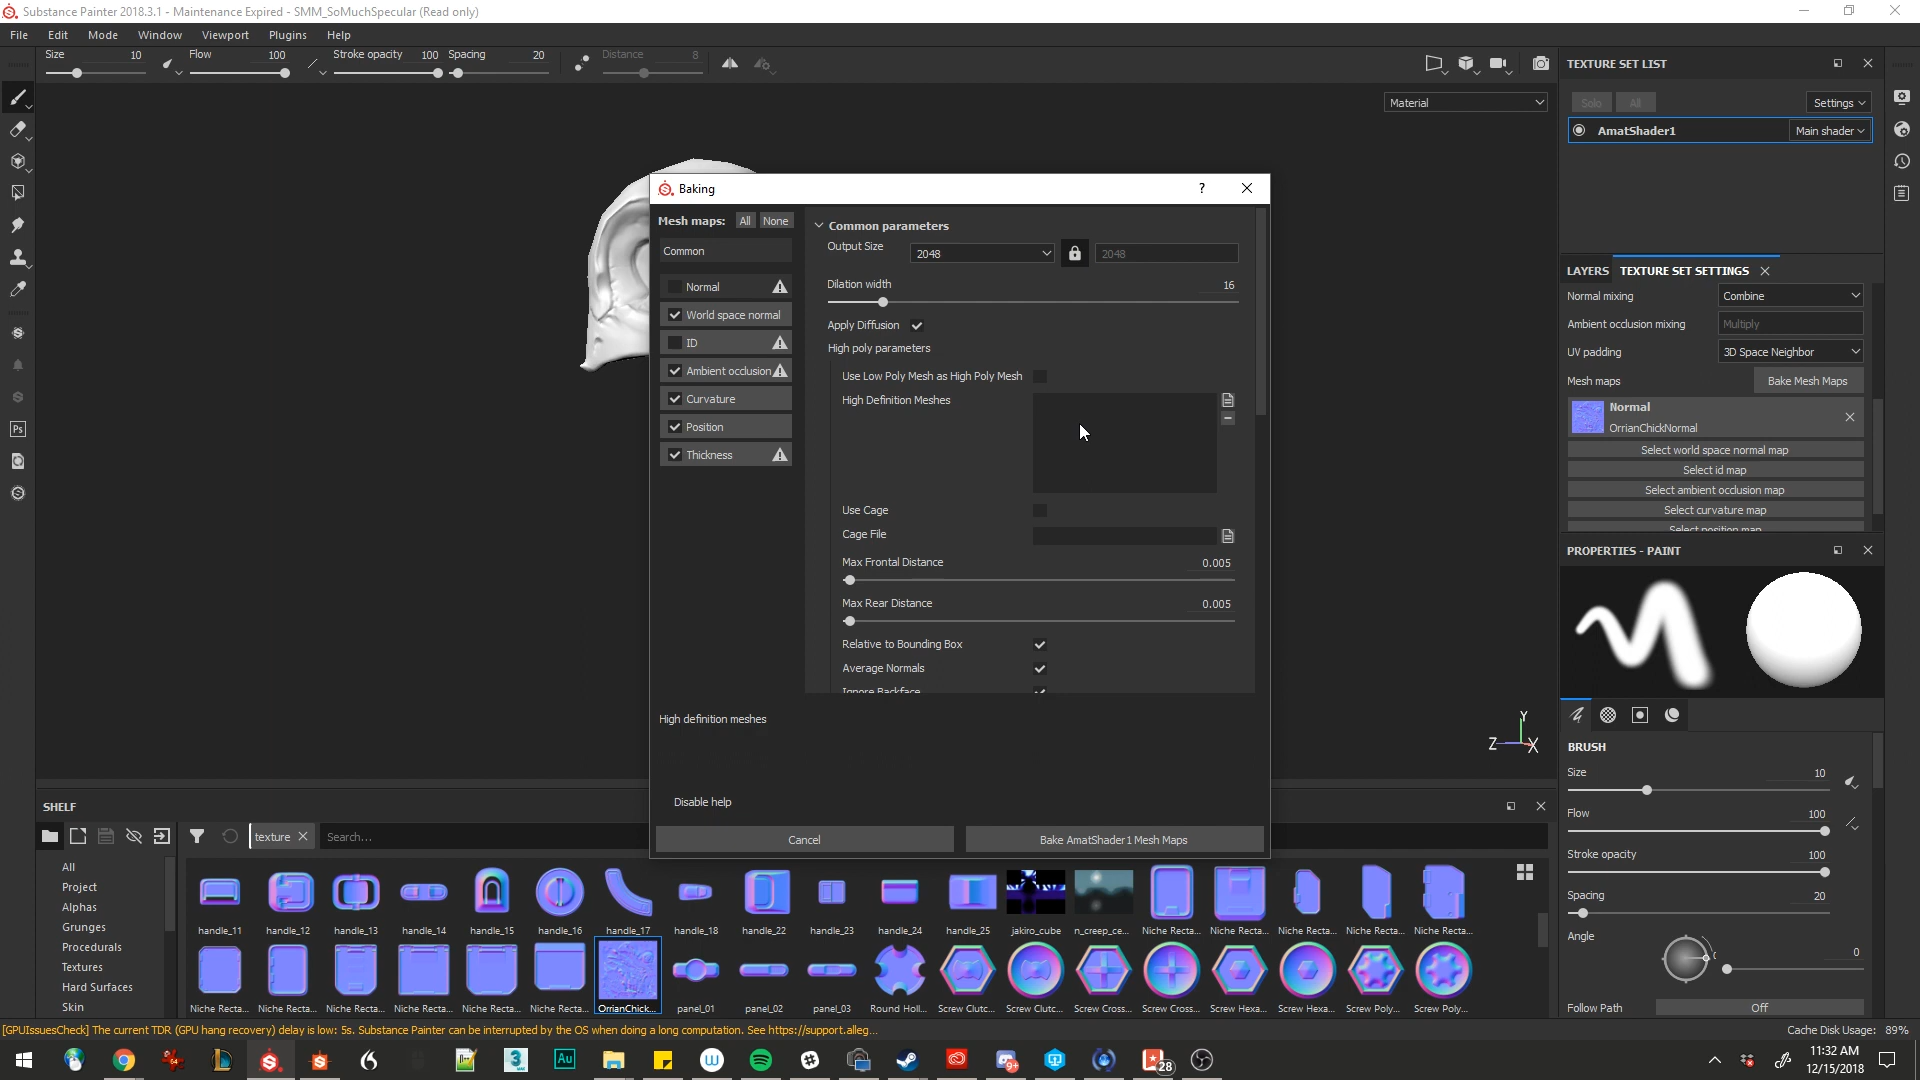 Substance Painter 2018.3.1 - Maintenance Expired - SMM_SoMuchSpecular (Read only)
File Edit Mode Window Viewport Plugins Help
Size 10 Flow 100 Stroke opacity 100 Spacing 20 Distance 8
Material
TEXTURE SET LIST
Solo All Settings
AmatShader1 Main shader
LAYERS TEXTURE SET SETTINGS
Normal mixing Combine
Ambient occlusion mixing Multiply
UV padding 3D Space Neighbor
Mesh maps Bake Mesh Maps
Normal
OrrianChickNormal
Select world space normal map
Select id map
Select ambient occlusion map
Select curvature map
Select position map
PROPERTIES - PAINT
BRUSH
Size 10
Flow 100
Stroke opacity 100
Spacing 20
Angle 0
Follow Path Off
Baking ?
Mesh maps: All None
Common
Normal
World space normal
ID
Ambient occlusion
Curvature
Position
Thickness
Common parameters
Output Size 2048 2048
Dilation width 16
Apply Diffusion
High poly parameters
Use Low Poly Mesh as High Poly Mesh
High Definition Meshes
Use Cage
Cage File
Max Frontal Distance 0.005
Max Rear Distance 0.005
Relative to Bounding Box
Average Normals
Ignore Backface
High definition meshes
Disable help
Cancel Bake AmatShader1 Mesh Maps
Y
Z X
SHELF
texture Search...
All
Project
Alphas
Grunges
Procedurals
Textures
Hard Surfaces
Skin
handle_11 handle_12 handle_13 handle_14 handle_15 handle_16 handle_17 handle_18 handle_22 handle_23 handle_24 handle_25 jakiro_cube n_creep_ce... Niche Recta... Niche Recta... Niche Recta... Niche Recta... Niche Recta...
Niche Recta... Niche Recta... Niche Recta... Niche Recta... Niche Recta... Niche Recta... OrrianChick... panel_01 panel_02 panel_03 Round Holl... Screw Clutc... Screw Clutc... Screw Cross... Screw Cross... Screw Hexa... Screw Hexa... Screw Poly... Screw Poly...
[GPUIssuesCheck] The current TDR (GPU hang recovery) delay is low: 5s. Substance Painter can be interrupted by the OS when doing a long computation. See https://support.alleg...
Cache Disk Usage: 89%
Ps
Au
28
11:32 AM
12/15/2018